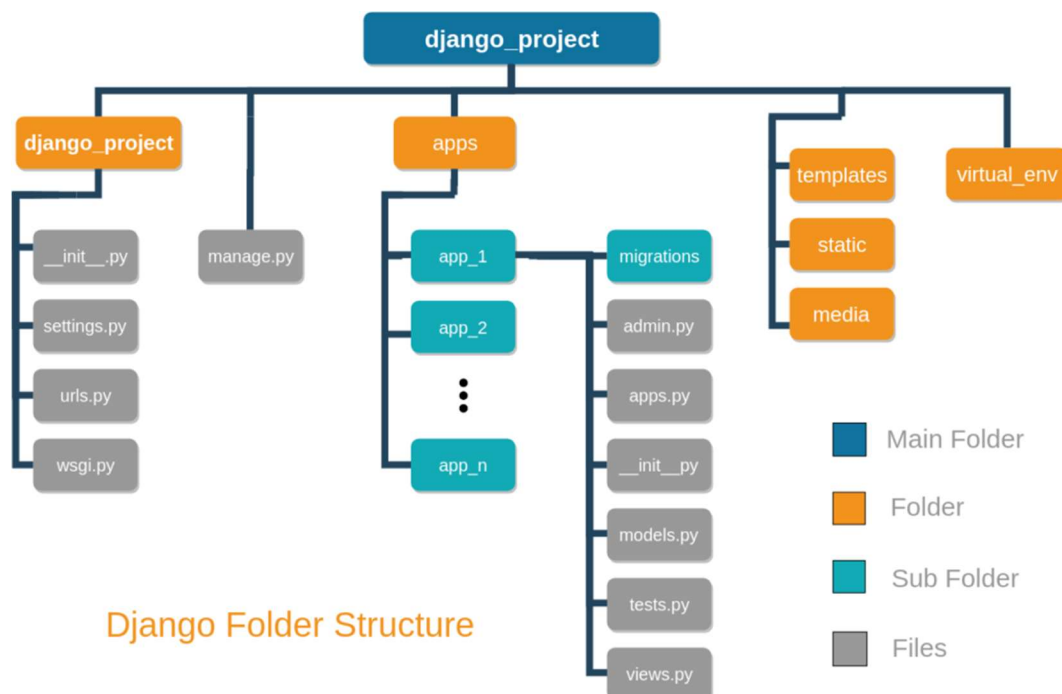 django_project
django_project
apps
templates
virtual_env
static
media
__init__.py
manage.py
app_1
migrations
settings.py
app_2
admin.py
urls.py
apps.py
wsgi.py
app_n
__init__py
models.py
tests.py
views.py
Main Folder
Folder
Sub Folder
Files
Django Folder Structure